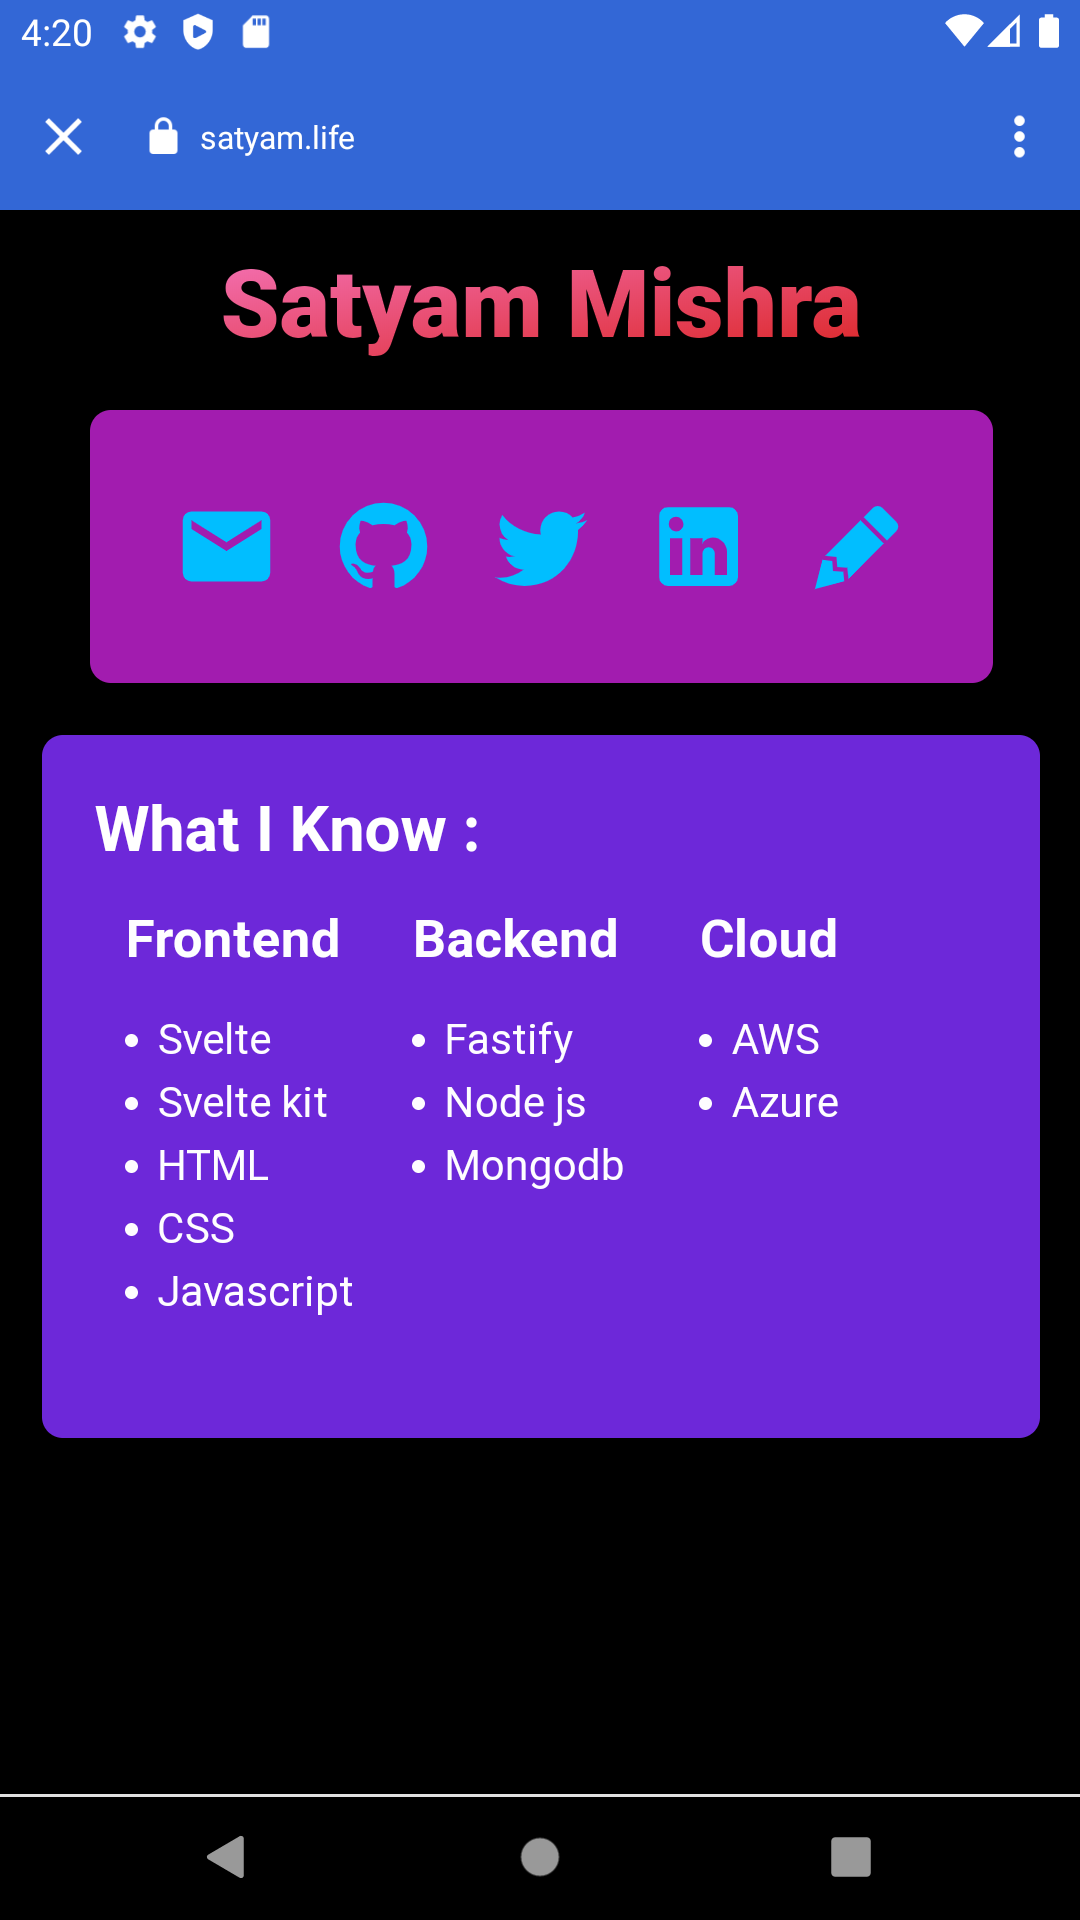 4:20
satyam.life
Satyam Mishra
What I Know :
Frontend Backend Cloud
Svelte Fastify AWS
Svelte kit Node js Azure
HTML Mongodb
CSS
Javascript